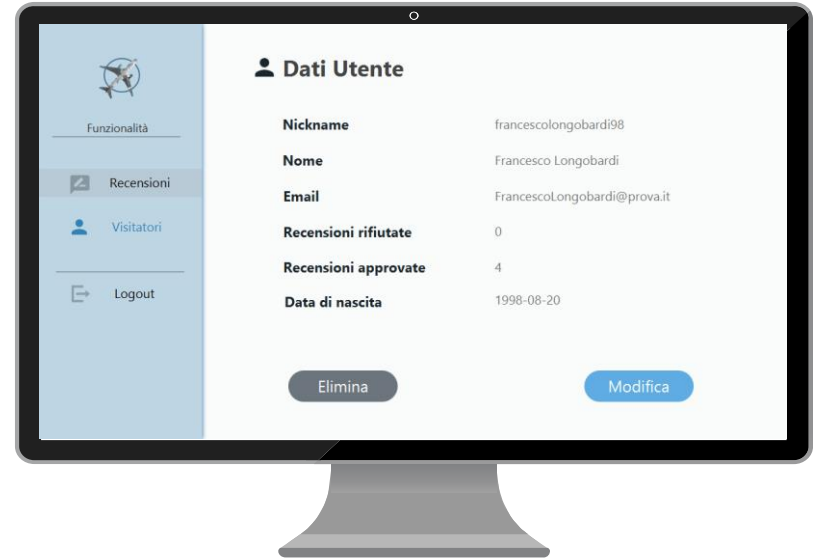 Funzionalità
Recensioni
Visitatori
Logout
Dati Utente
Nickname francescolongobardi98
Nome Francesco Longobardi
Email FrancescoLongobardi@prova.it
Recensioni rifiutate 0
Recensioni approvate 4
Data di nascita 1998-08-20
Elimina Modifica